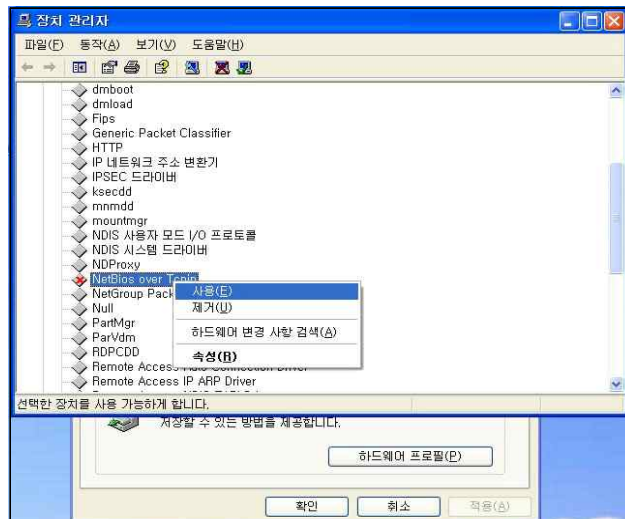 장치 관리자
파일(F) 동작(A) 보기(V) 도움말(H)
dmboot
dmload
Fips
Generic Packet Classifier
HTTP
IP 네트워크 주소 변환기
IPSEC 드라이버
ksecdd
mnmdd
mountmgr
NDIS 사용자 모드 I/O 프로토콜
NDIS 시스템 드라이버
NDProxy
NetBios over Tcpip
NetGroup Pack
Null
PartMgr
ParVdm
RDPCDD
Remote Access Auto Connection Driver
Remote Access IP ARP Driver
사용(E)
제거(U)
하드웨어 변경 사항 검색(A)
속성(R)
선택한 장치를 사용 가능하게 합니다.
저장할 수 있는 방법을 제공합니다.
하드웨어 프로필(P)
확인 취소 적용(A)